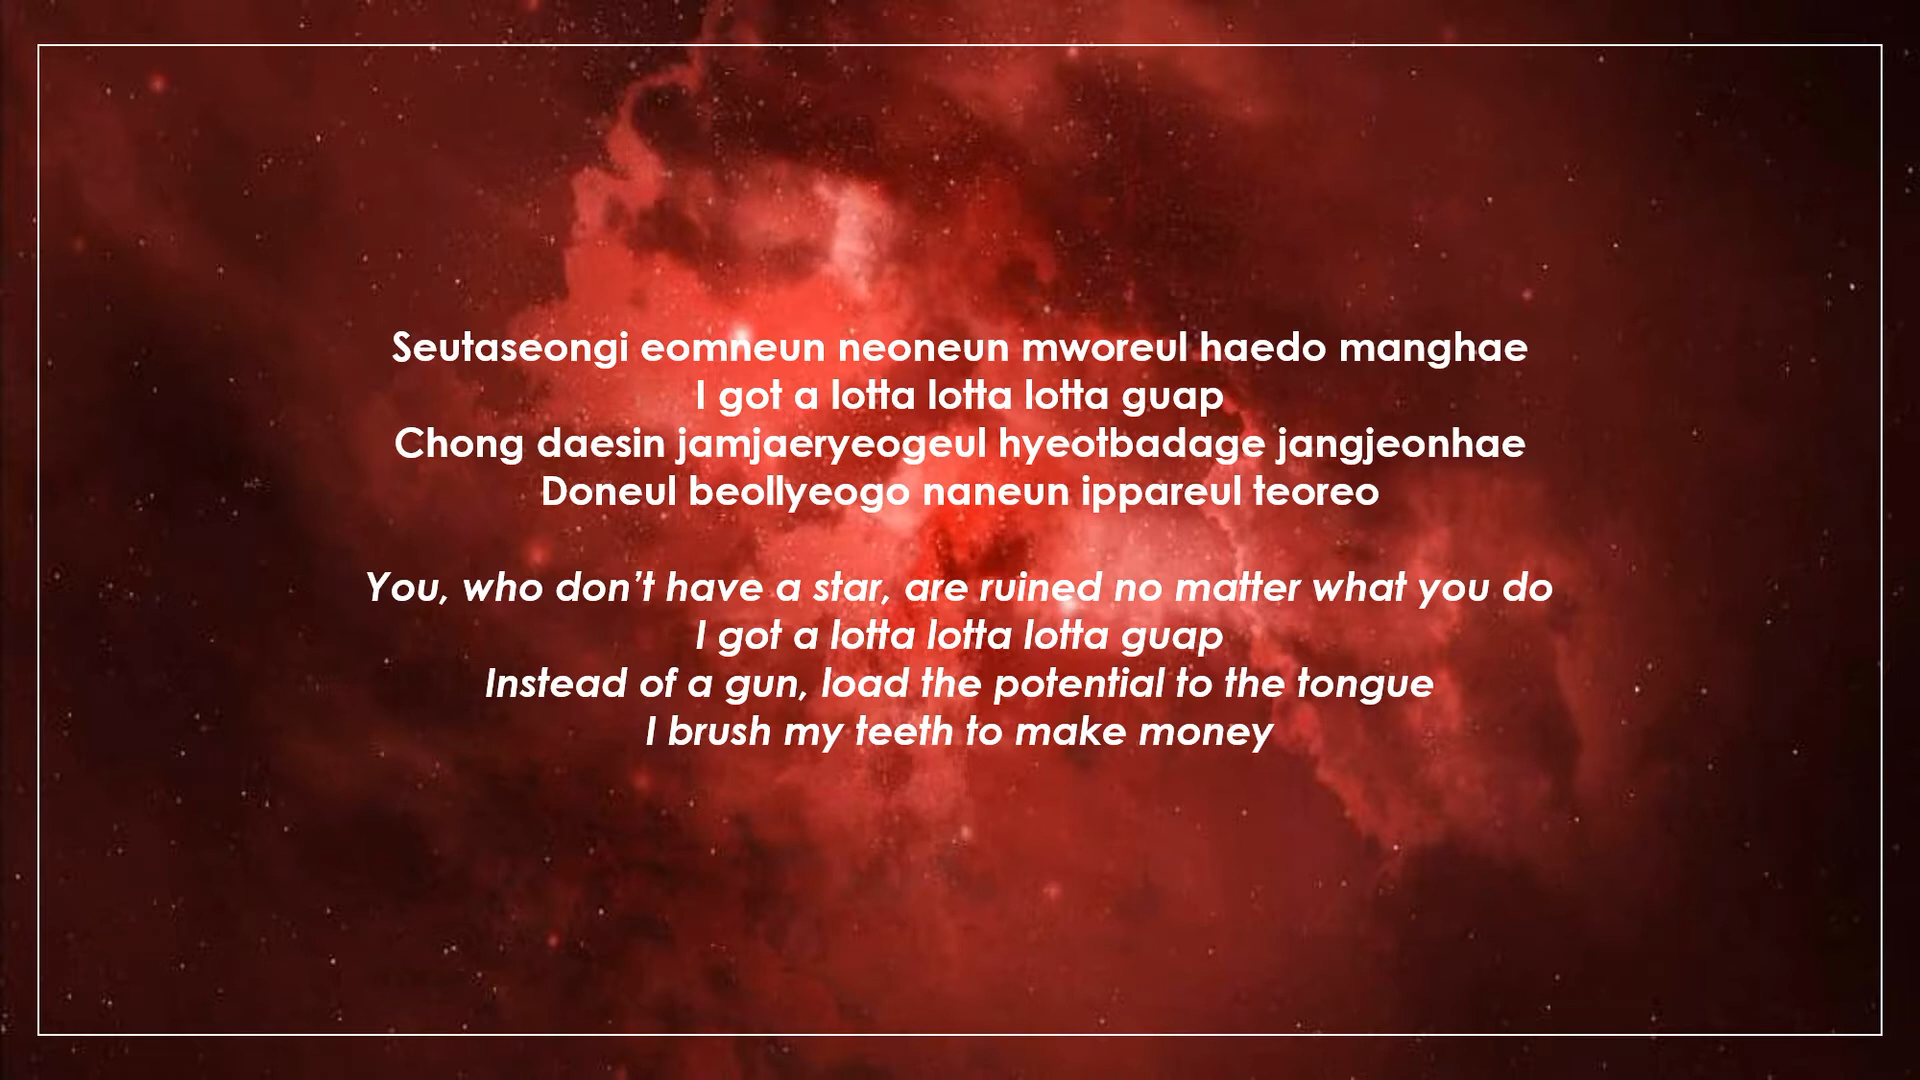 Seutaseongi eomneun neoneun mworeul haedo manghae
I got a lotta lotta lotta guap
Chong daesin jamjaeryeogeul hyeotbadage jangjeonhae
Doneul beollyeogo naneun ippareul teoreo
You, who don’t have a star, are ruined no matter what you do
I got a lotta lotta lotta guap
Instead of a gun, load the potential to the tongue
I brush my teeth to make money